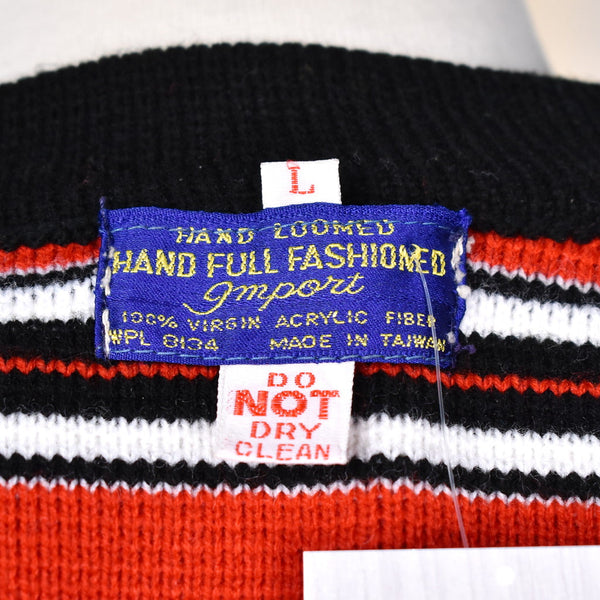 L
HAND LOOMED
HAND FULL FASHIONED
Import
100% VIRGIN ACRYLIC FIBER
WPL 8134 MADE IN TAIWAN
DO
NOT
DRY
CLEAN